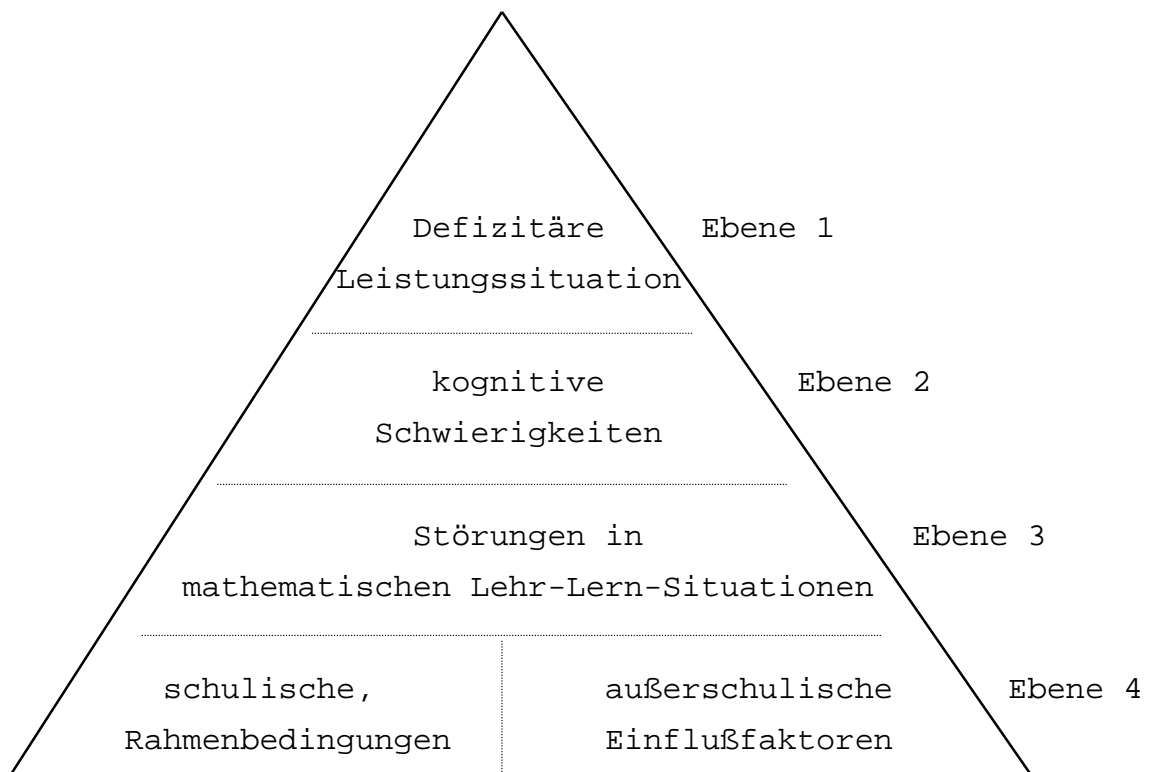 Defizitäre Ebene 1
Leistungssituation
kognitive Ebene 2
Schwierigkeiten
Störungen in Ebene 3
mathematischen Lehr-Lern-Situationen
schulische, außerschulische Ebene 4
Rahmenbedingungen Einflußfaktoren